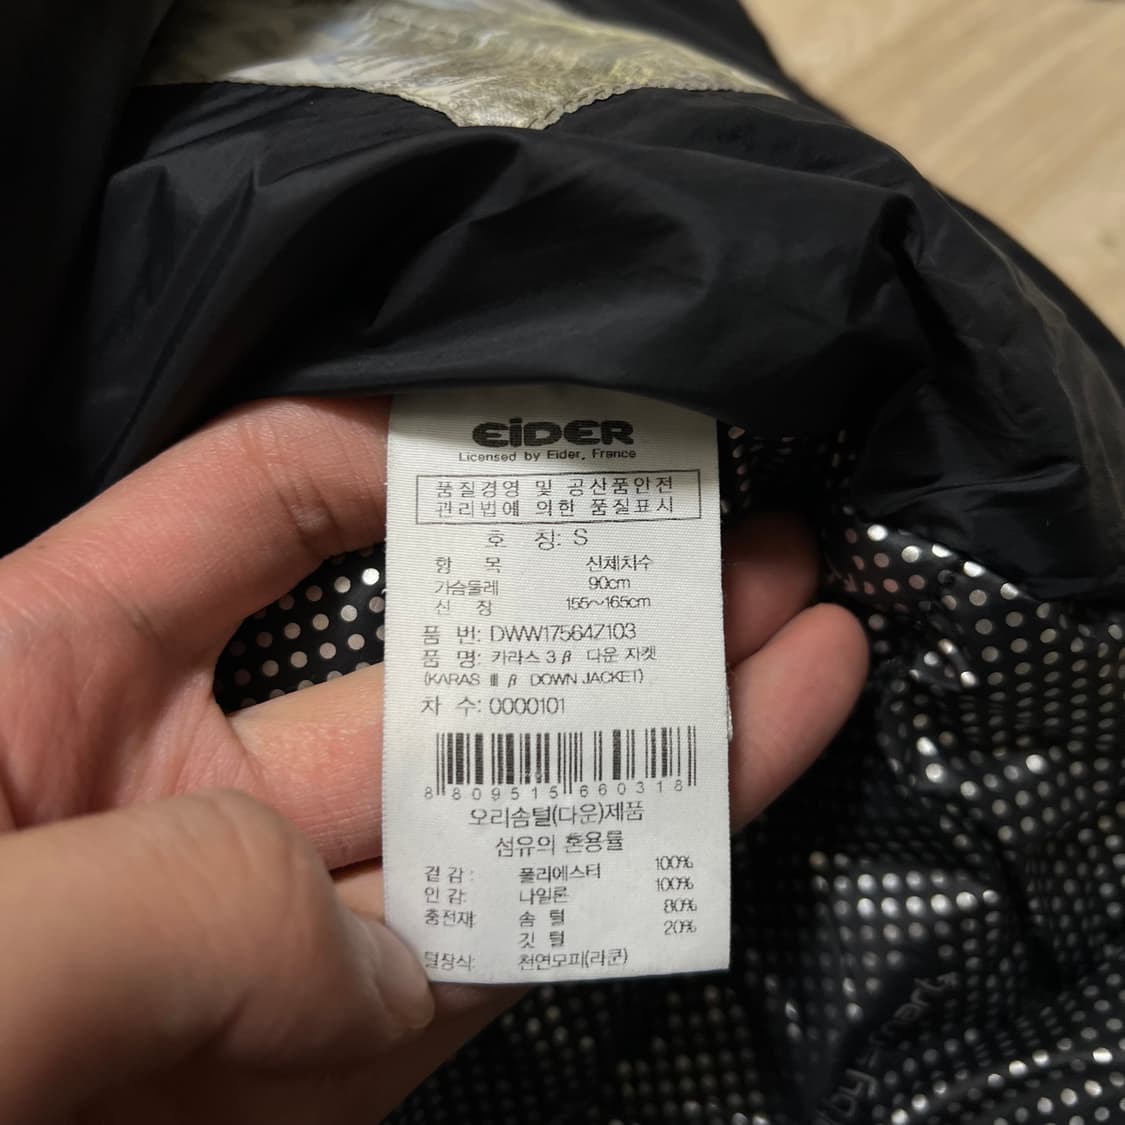 EiDER
Licensed by Eider, France
품질경영 및 공산품안전
관리법에 의한 품질표시
호 칭: S
항 목 신체치수
가슴둘레 90cm
신 장 155~165cm
품 번: DWW17564Z103
품 명: 카라스 3 β 다운 자켓
(KARAS Ⅲ β DOWN JACKET)
차 수: 0000101
8 809515 660318
오리솜털(다운)제품
섬유의 혼용률
겉감: 폴리에스터 100%
안감: 나일론 100%
충전재: 솜 털 80%
깃 털 20%
털장식: 천연모피(라쿤)